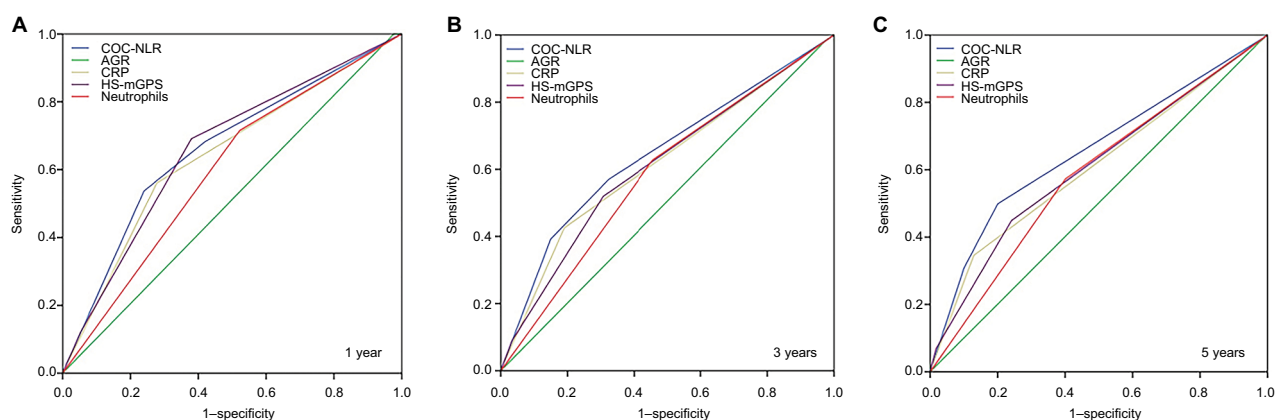 A
1.0
0.8
0.6
0.4
0.2
0.0
Sensitivity
COC-NLR
AGR
CRP
HS-mGPS
Neutrophils
1 year
0.0 0.2 0.4 0.6 0.8 1.0
1–specificity
B
1.0
0.8
0.6
0.4
0.2
0.0
Sensitivity
COC-NLR
AGR
CRP
HS-mGPS
Neutrophils
3 years
0.0 0.2 0.4 0.6 0.8 1.0
1–specificity
C
1.0
0.8
0.6
0.4
0.2
0.0
Sensitivity
COC-NLR
AGR
CRP
HS-mGPS
Neutrophils
5 years
0.0 0.2 0.4 0.6 0.8 1.0
1–specificity